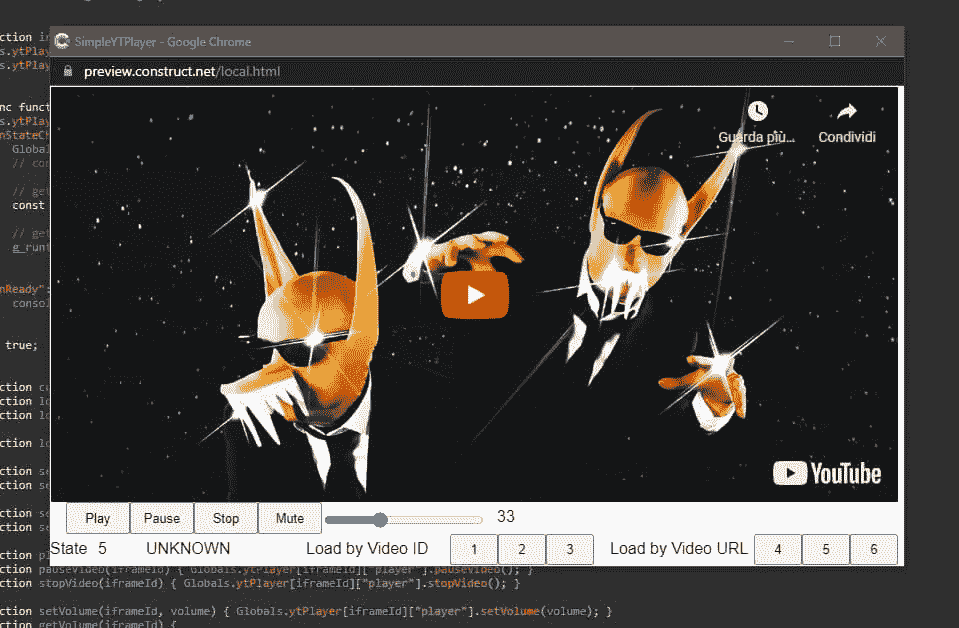 ction i
s.ytPlay
s.ytPlay
nc funct
s.ytPlay
nStateCh
Global
// con
// get
const
// get
g_runt
nReady":
consol
true;
ction cu
ction lo
ction lo
ction lo
ction se
ction se
ction se
ction se
ction pl
SimpleYTPlayer - Google Chrome
preview.construct.net/local.html
Guarda più... Condividi
YouTube
Play Pause Stop Mute 33
State 5 UNKNOWN Load by Video ID 1 2 3 Load by Video URL 4 5 6
ction pauseVideo(iframeId) { Globals.ytPlayer[iframeId]["player"].pauseVideo(); }
ction stopVideo(iframeId) { Globals.ytPlayer[iframeId]["player"].stopVideo(); }
ction setVolume(iframeId, volume) { Globals.ytPlayer[iframeId]["player"].setVolume(volume); }
ction getVolume(iframeId) {